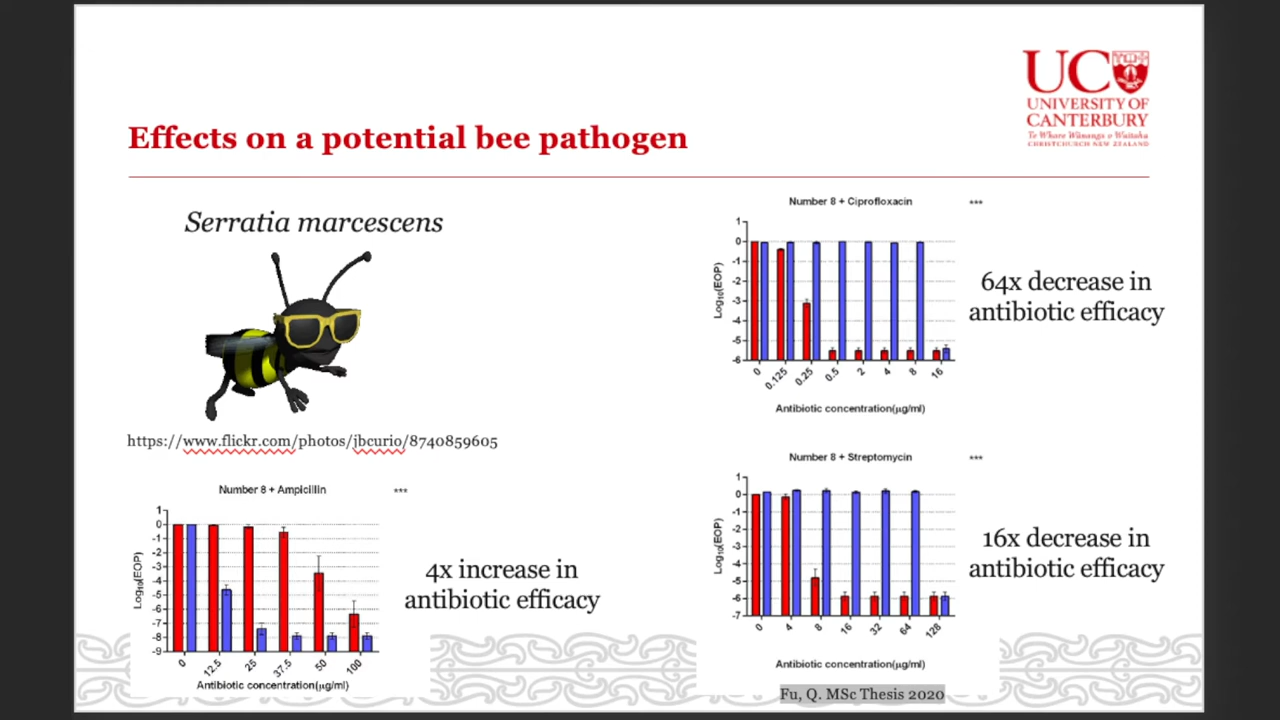 UC
UNIVERSITY OF
CANTERBURY
Te Whare Wānanga o Waitaha
CHRISTCHURCH NEW ZEALAND
Effects on a potential bee pathogen
Serratia marcescens
https://www.flickr.com/photos/jbcurio/8740859605
Number 8 + Ampicillin ***
Log10(EOP)
1
0
-1
-2
-3
-4
-5
-6
-7
-8
-9
0 12.5 25 37.5 50 100
Antibiotic concentration(µg/ml)
4x increase in
antibiotic efficacy
Number 8 + Ciprofloxacin ***
Log10(EOP)
1
0
-1
-2
-3
-4
-5
-6
0 0.125 0.25 0.5 2 4 8 16
Antibiotic concentration(µg/ml)
64x decrease in
antibiotic efficacy
Number 8 + Streptomycin ***
Log10(EOP)
1
0
-1
-2
-3
-4
-5
-6
-7
0 4 8 16 32 64 128
Antibiotic concentration(µg/ml)
16x decrease in
antibiotic efficacy
Fu, Q. MSc Thesis 2020